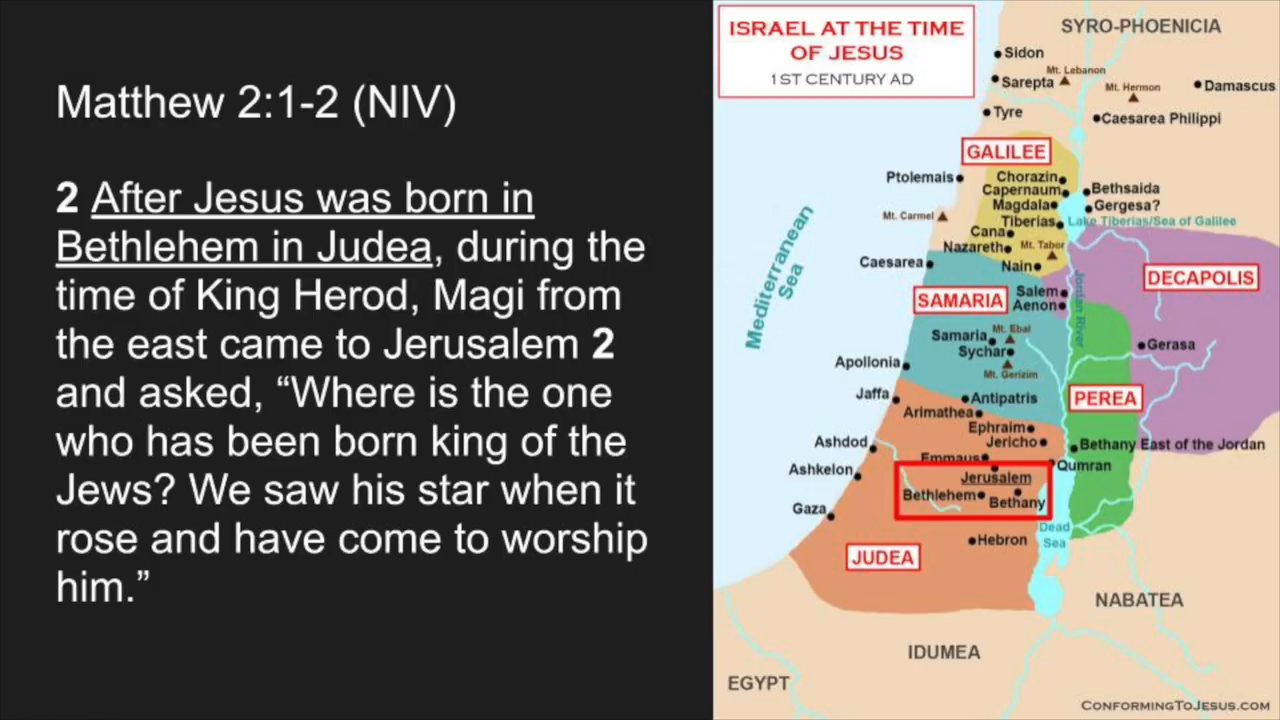 Matthew 2:1-2 (NIV)
2 After Jesus was born in
Bethlehem in Judea, during the
time of King Herod, Magi from
the east came to Jerusalem 2
and asked, “Where is the one
who has been born king of the
Jews? We saw his star when it
rose and have come to worship
him.”
ISRAEL AT THE TIME
OF JESUS
1ST CENTURY AD
SYRO-PHOENICIA
Sidon
Mt. Lebanon
Sarepta
Mt. Hermon
Damascus
Tyre
Caesarea Philippi
GALILEE
Ptolemais
Chorazin
Capernaum
Bethsaida
Magdala
Gergesa?
Mt. Carmel
Tiberias
Lake Tiberias/Sea of Galilee
Cana
Nazareth
Mt. Tabor
Mediterranean
Sea
Caesarea
Nain
DECAPOLIS
SAMARIA
Salem
Aenon
Jordan River
Samaria
Mt. Ebal
Sychar
Gerasa
Apollonia
Mt. Gerizim
Jaffa
Antipatris
PEREA
Arimathea
Ephraim
Ashdod
Jericho
Bethany East of the Jordan
Emmaus
Qumran
Ashkelon
Jerusalem
Bethlehem
Bethany
Gaza
Dead
Sea
Hebron
JUDEA
NABATEA
IDUMEA
EGYPT
CONFORMINGTOJESUS.COM